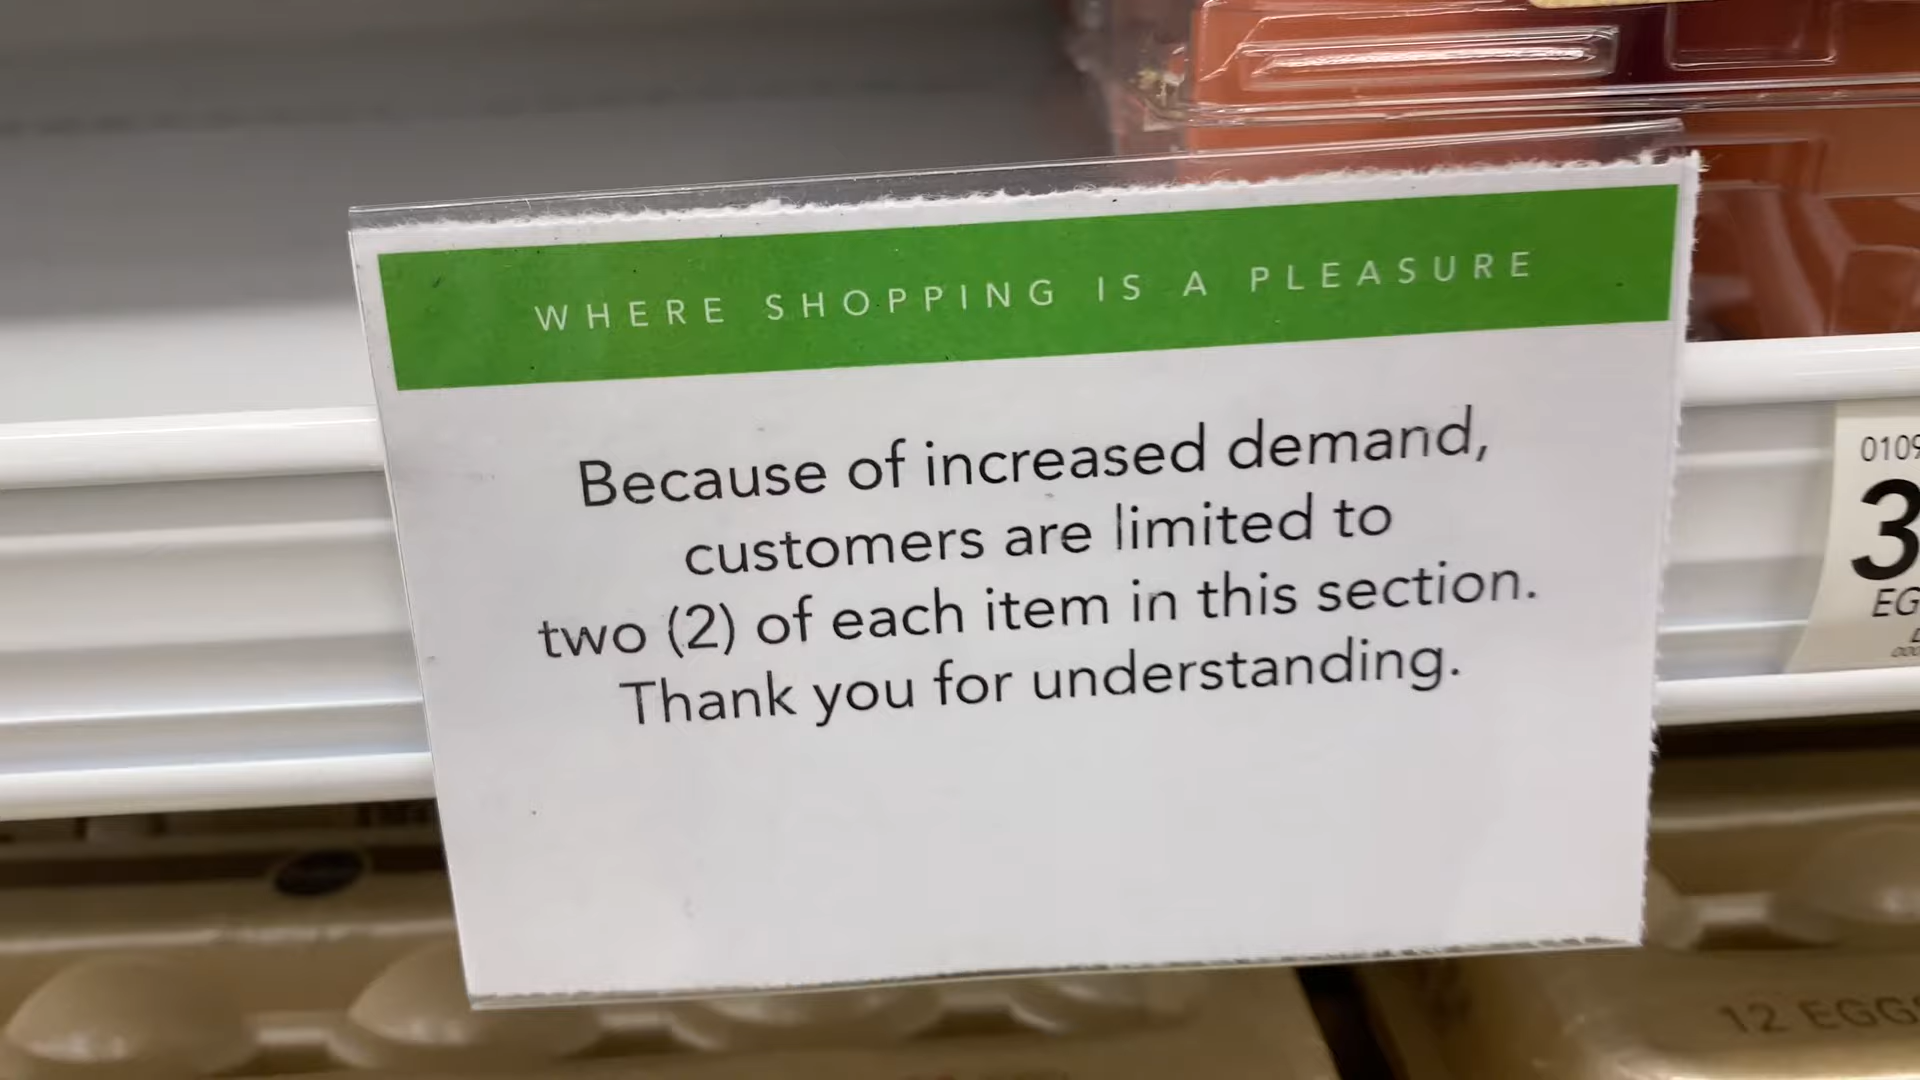 WHERE SHOPPING IS A PLEASURE
Because of increased demand,
customers are limited to
two (2) of each item in this section.
Thank you for understanding.
0109
3
EG
12 EGGS